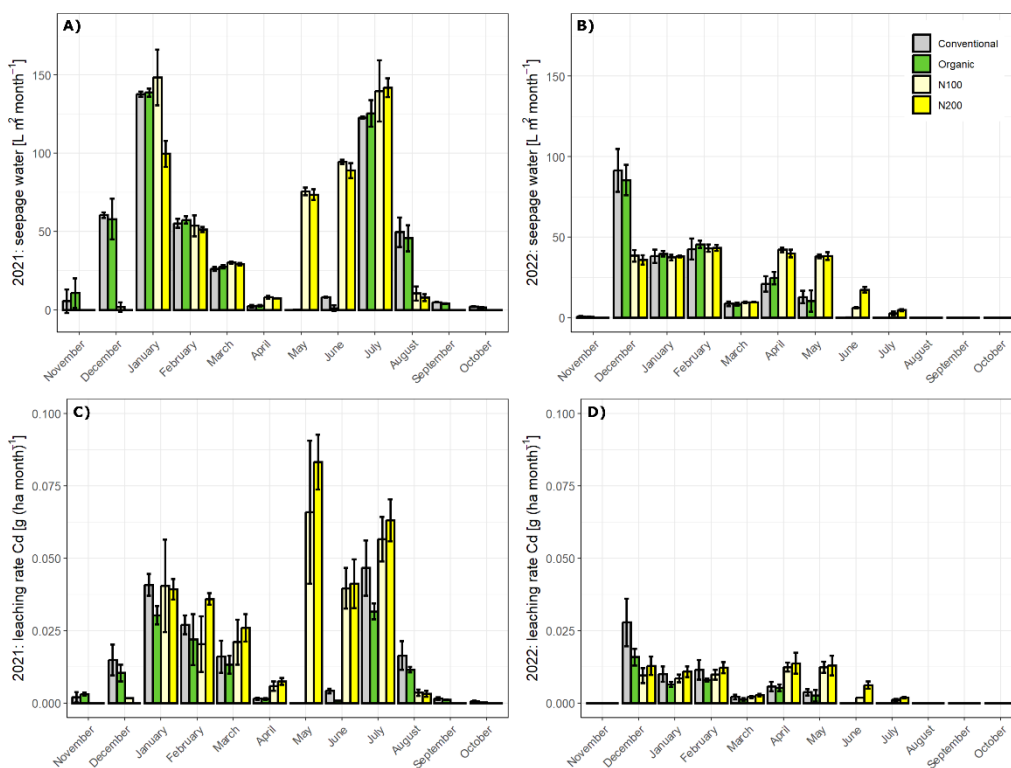 A)
2021: seepage water [L m² month⁻¹]
150
100
50
0
November
December
January
February
March
April
May
June
July
August
September
October
B)
2022: seepage water [L m² month⁻¹]
150
100
50
0
Conventional
Organic
N100
N200
November
December
January
February
March
April
May
June
July
August
September
October
C)
2021: leaching rate Cd [g (ha month)⁻¹]
0.100
0.075
0.050
0.025
0.000
November
December
January
February
March
April
May
June
July
August
September
October
D)
2022: leaching rate Cd [g (ha month)⁻¹]
0.100
0.075
0.050
0.025
0.000
November
December
January
February
March
April
May
June
July
August
September
October